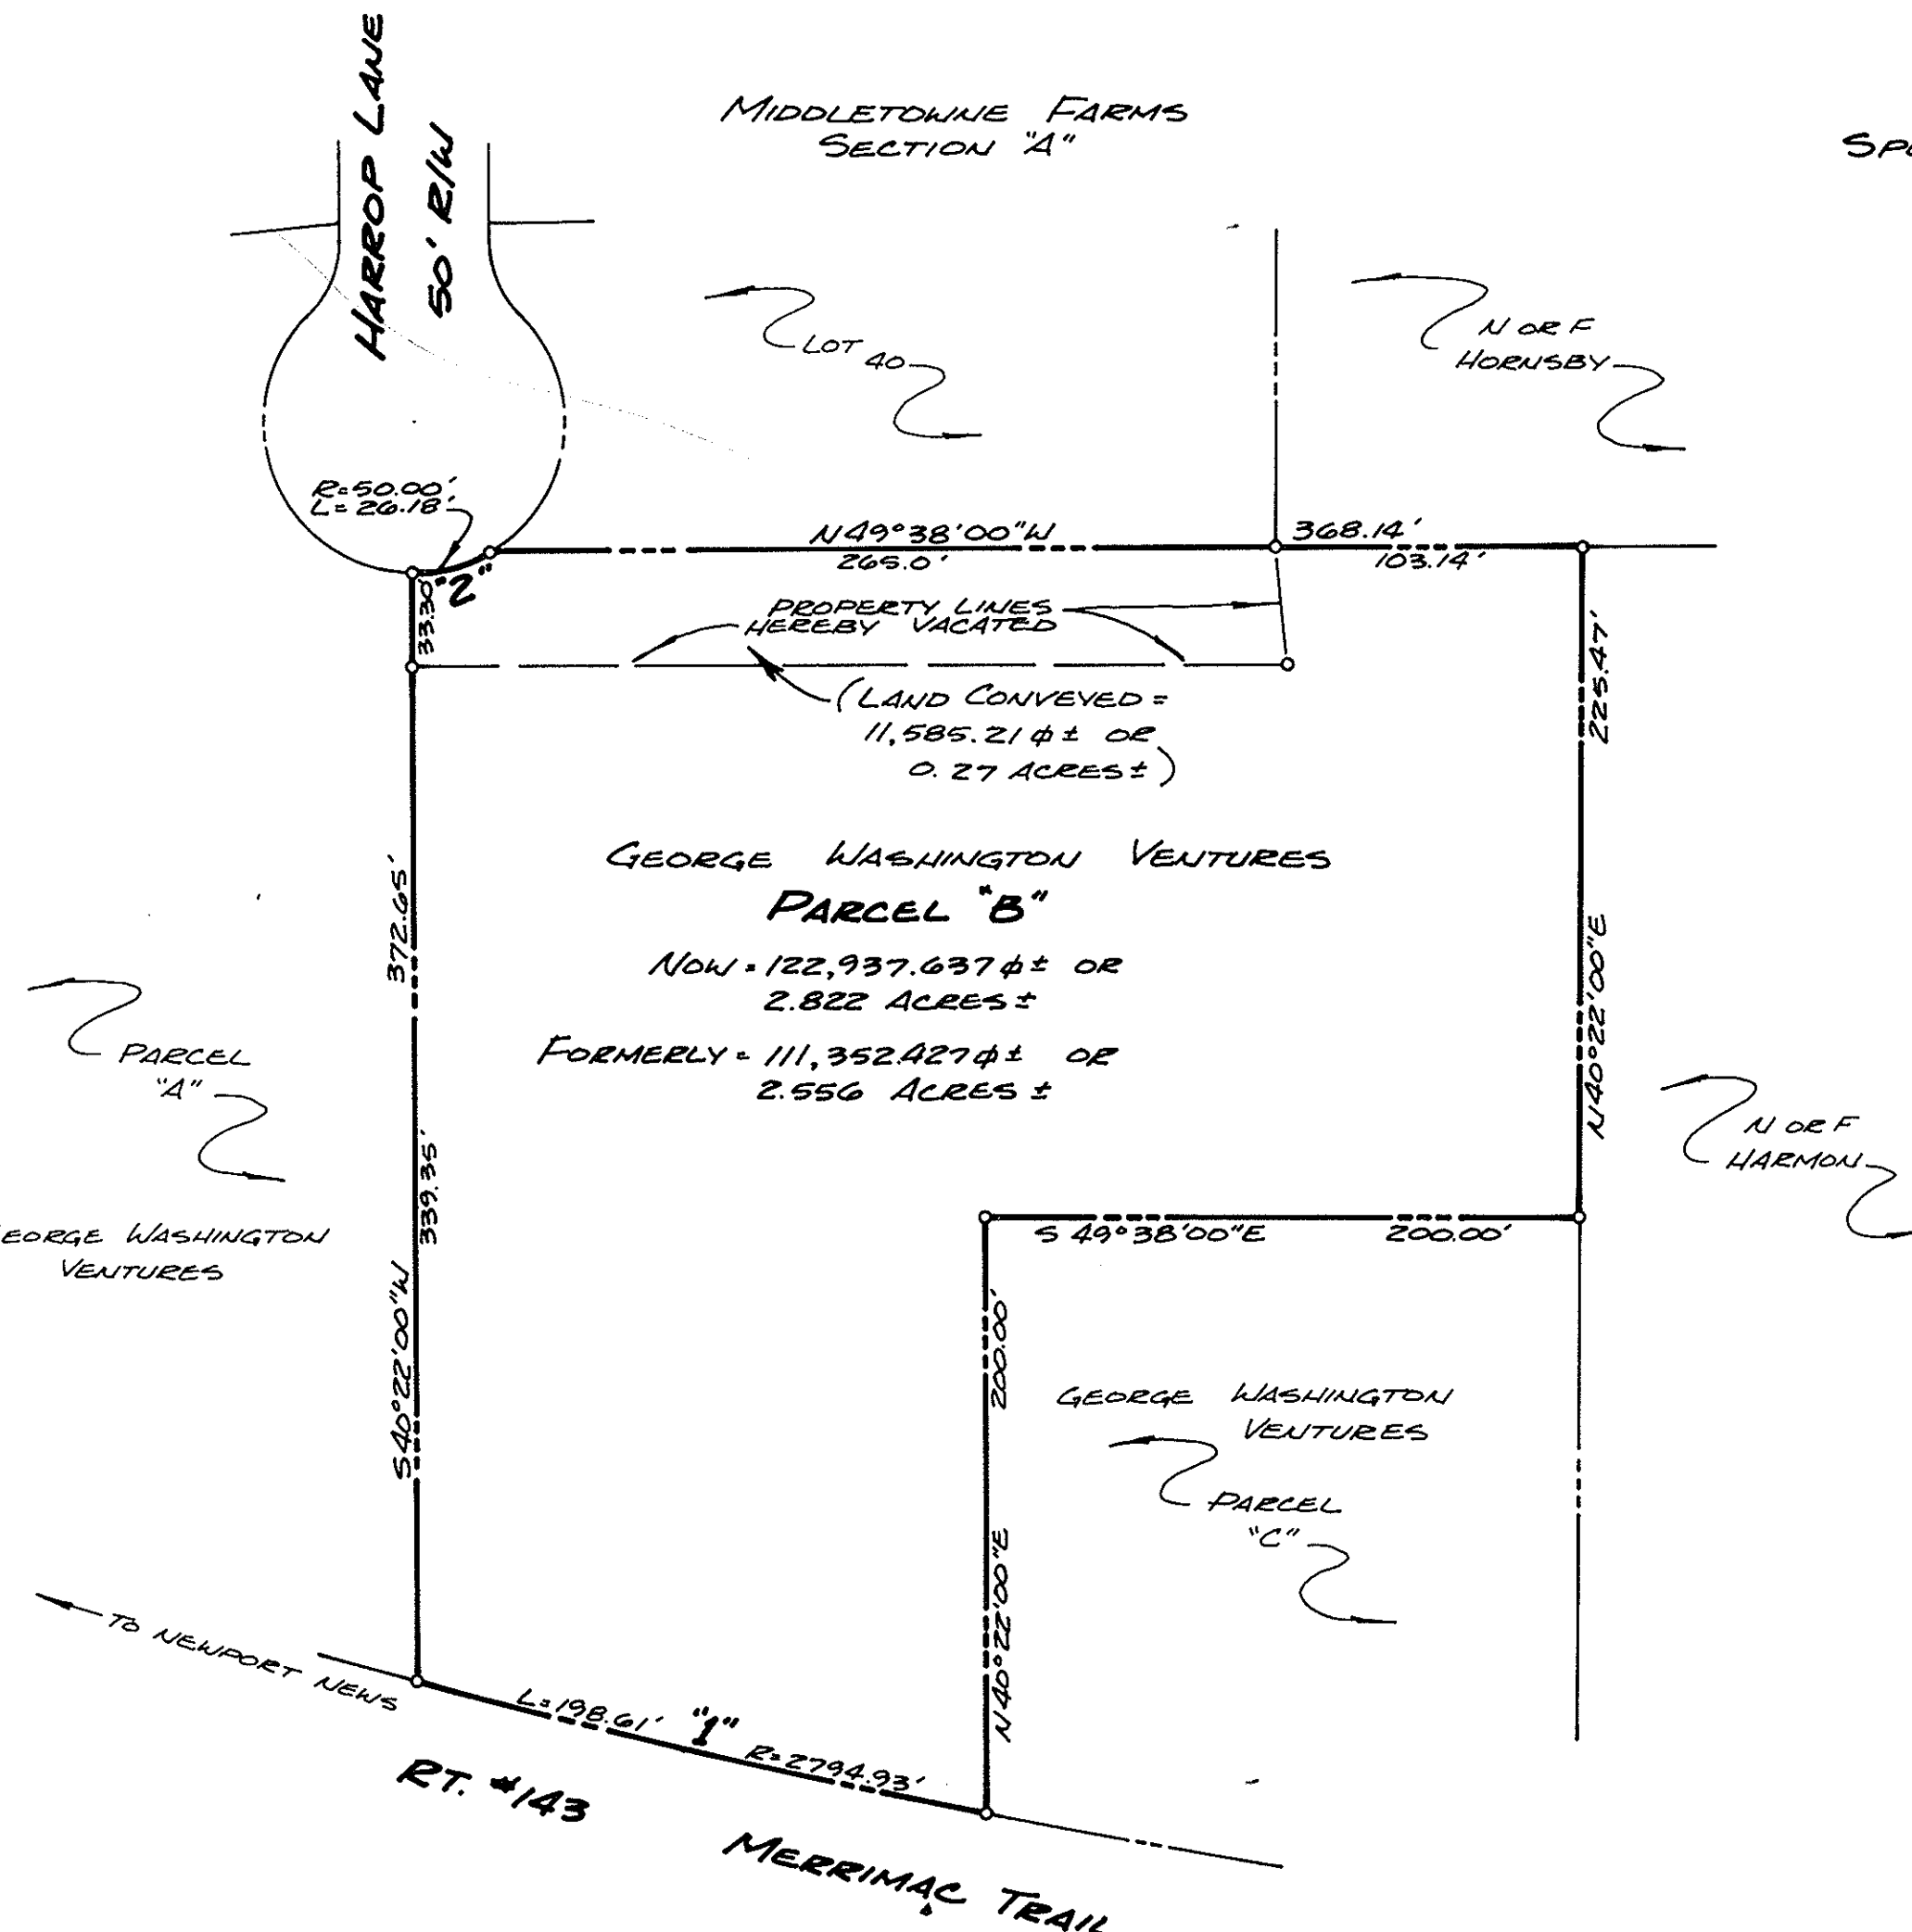 HARROP LANE
50' R/W
MIDDLETOWNE FARMS
SECTION "A"
LOT 40
N OR F
HORNSBY
R=50.00'
L=26.18'
"2"
N49°38'00"W
368.14'
265.0'
103.14'
33.30'
PROPERTY LINES
HEREBY VACATED
225.47'
(LAND CONVEYED =
11,585.21 ϕ ± OR
0.27 ACRES ±)
GEORGE WASHINGTON VENTURES
PARCEL "B"
NOW = 122,937.637 ϕ ± OR
2.822 ACRES ±
FORMERLY = 111,352.427 ϕ ± OR
2.556 ACRES ±
372.65'
N40°22'00"E
PARCEL
"A"
N OR F
HARMON
339.35'
S 49°38'00"E 200.00'
EORGE WASHINGTON
VENTURES
S40°22'00"W
200.00'
GEORGE WASHINGTON
VENTURES
PARCEL
"C"
N40°22'00"E
TO NEWPORT NEWS
L=198.61' "1" R=2794.93'
RT. #143 MERRIMAC TRAIL